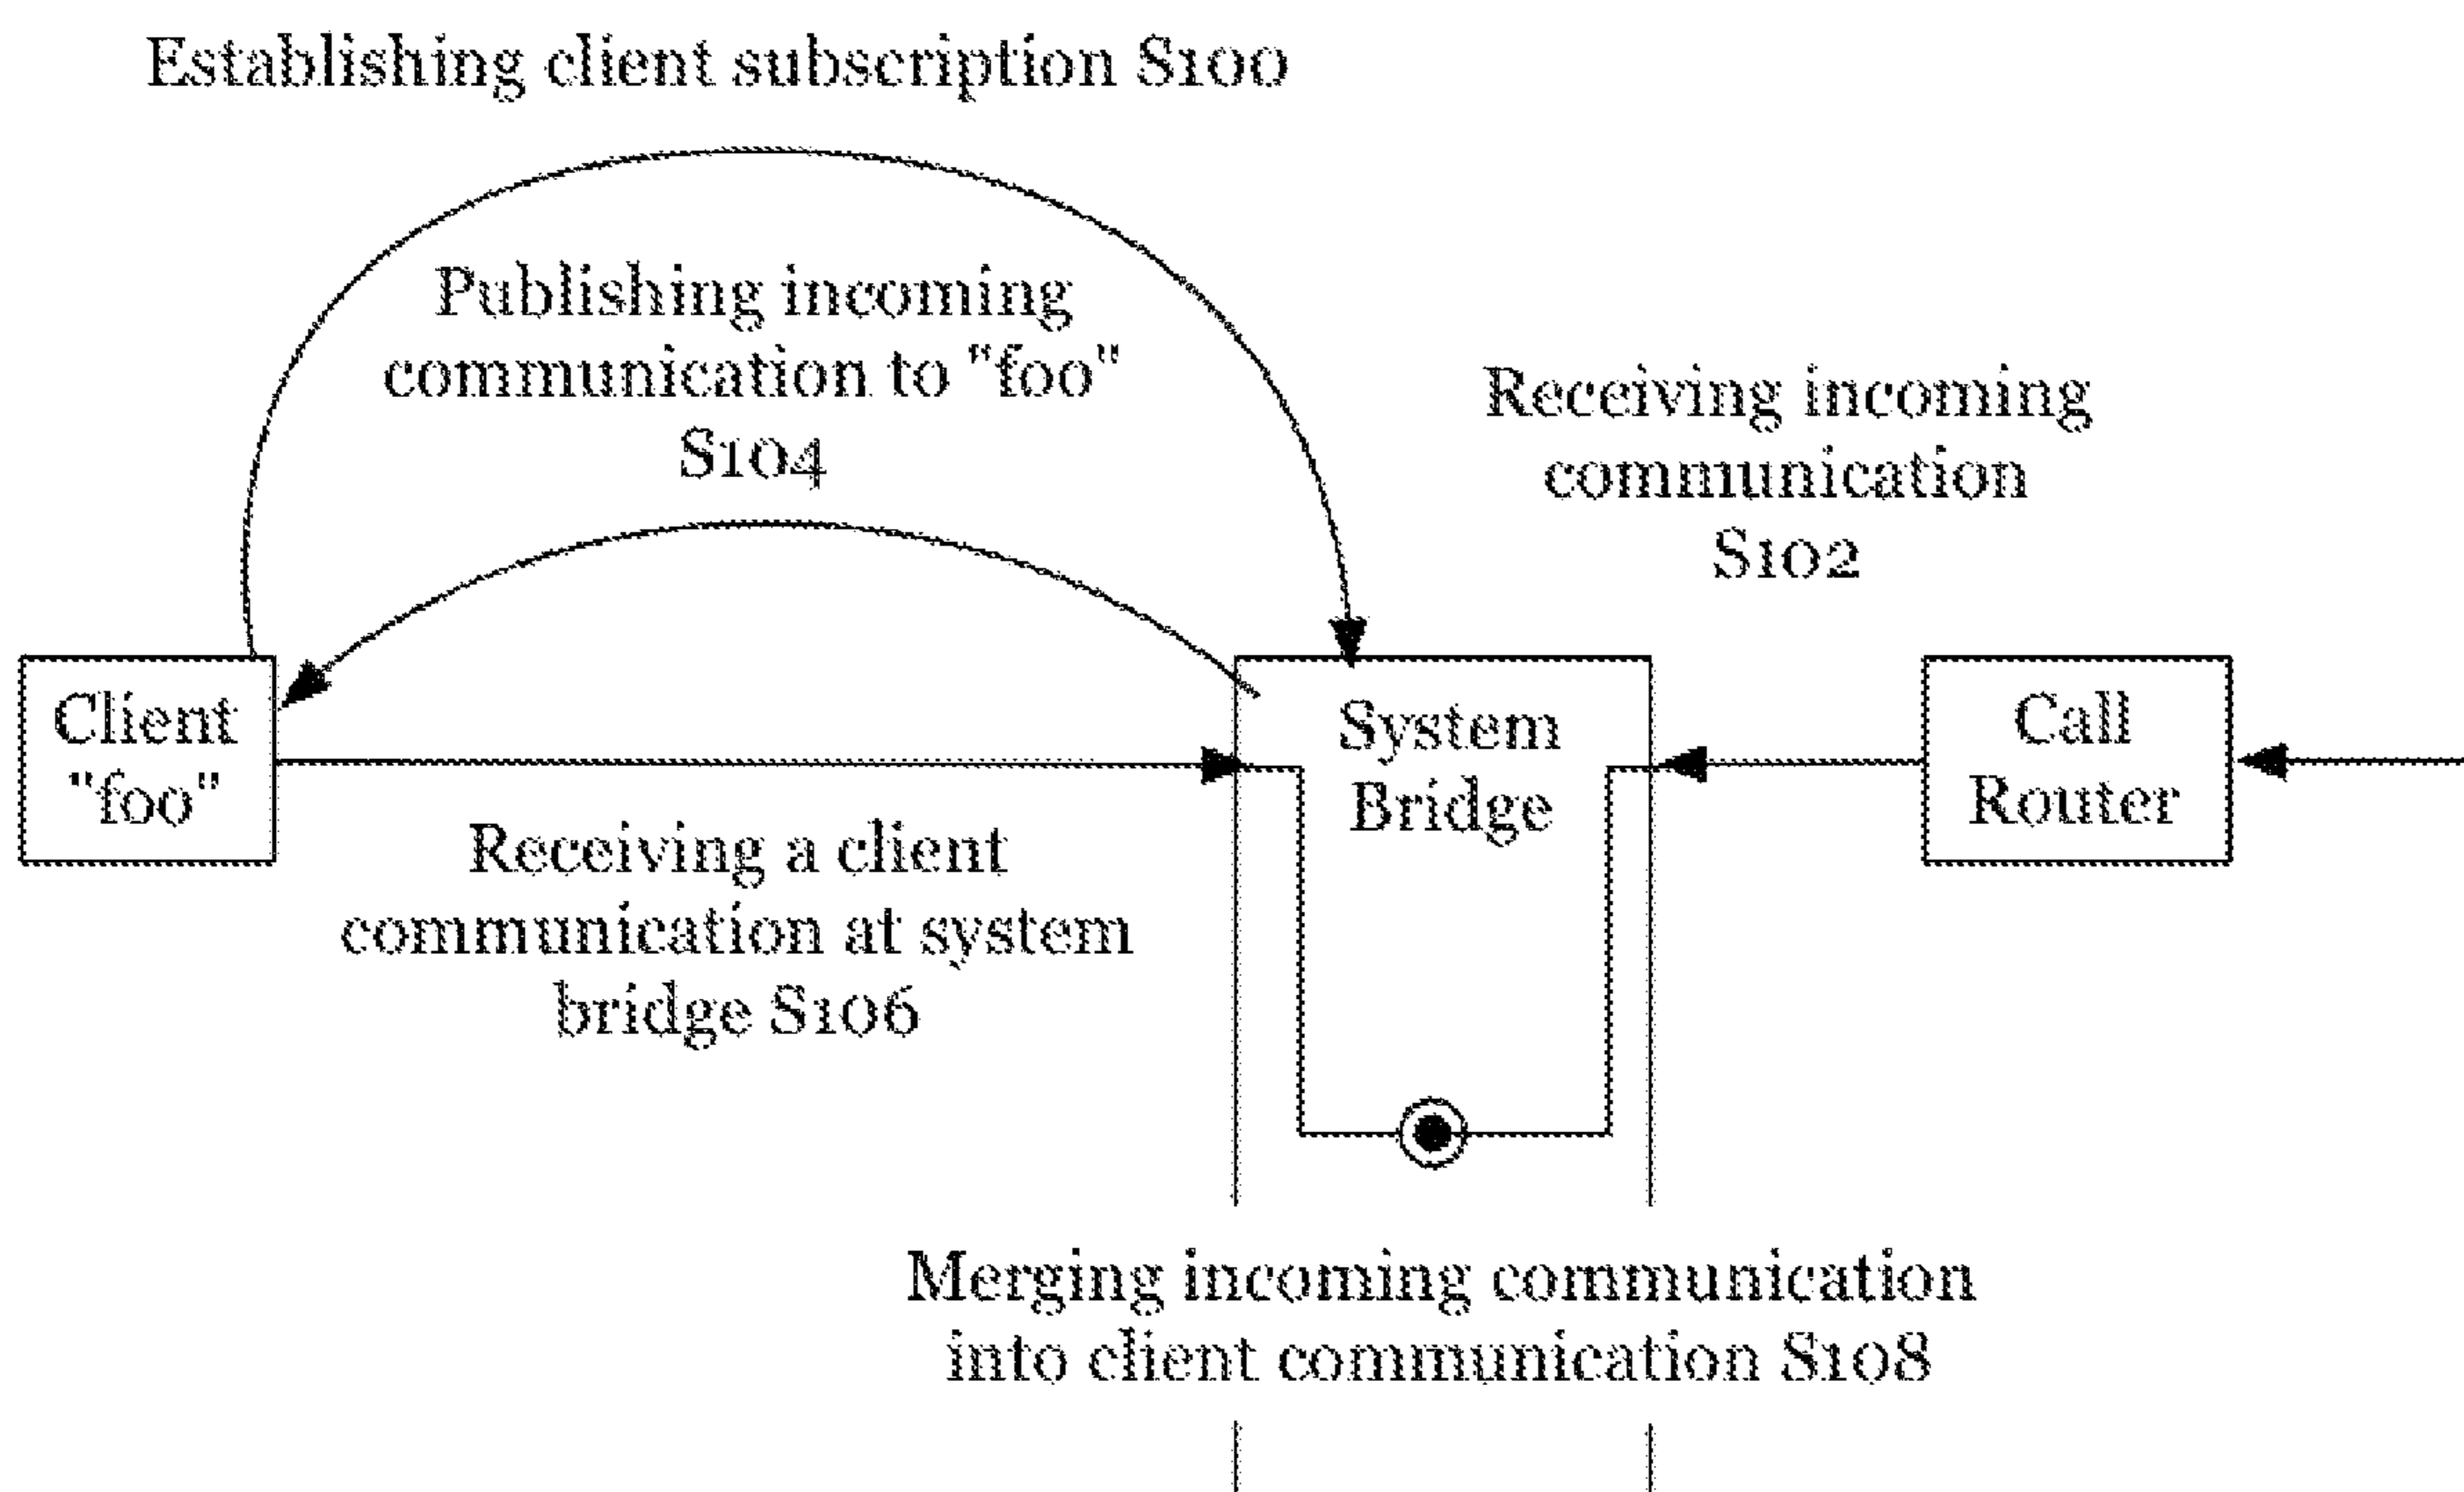 Establishing client subscription S100
Publishing incoming
communication to "foo"
S104
Receiving incoming
communication
S102
Client
"foo"
System
Bridge
Call
Router
Receiving a client
communication at system
bridge S106
Merging incoming communication
into client communication S108